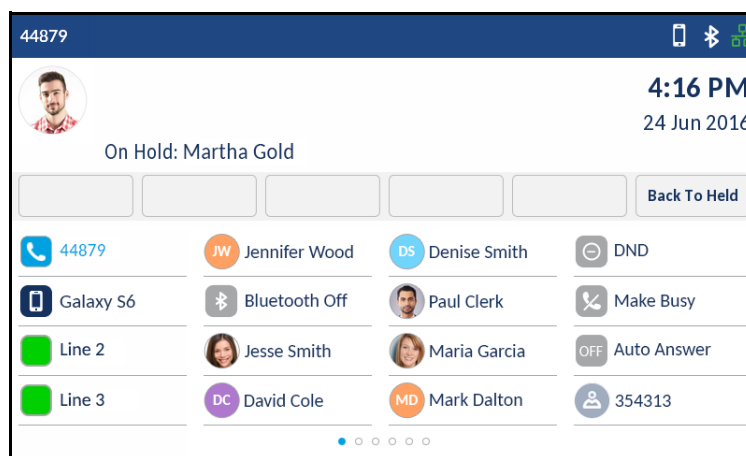 44879
4:16 PM
24 Jun 2016
On Hold: Martha Gold
Back To Held
44879
JW Jennifer Wood
DS Denise Smith
DND
Galaxy S6
Bluetooth Off
Paul Clerk
Make Busy
Line 2
Jesse Smith
Maria Garcia
OFF Auto Answer
Line 3
DC David Cole
MD Mark Dalton
354313